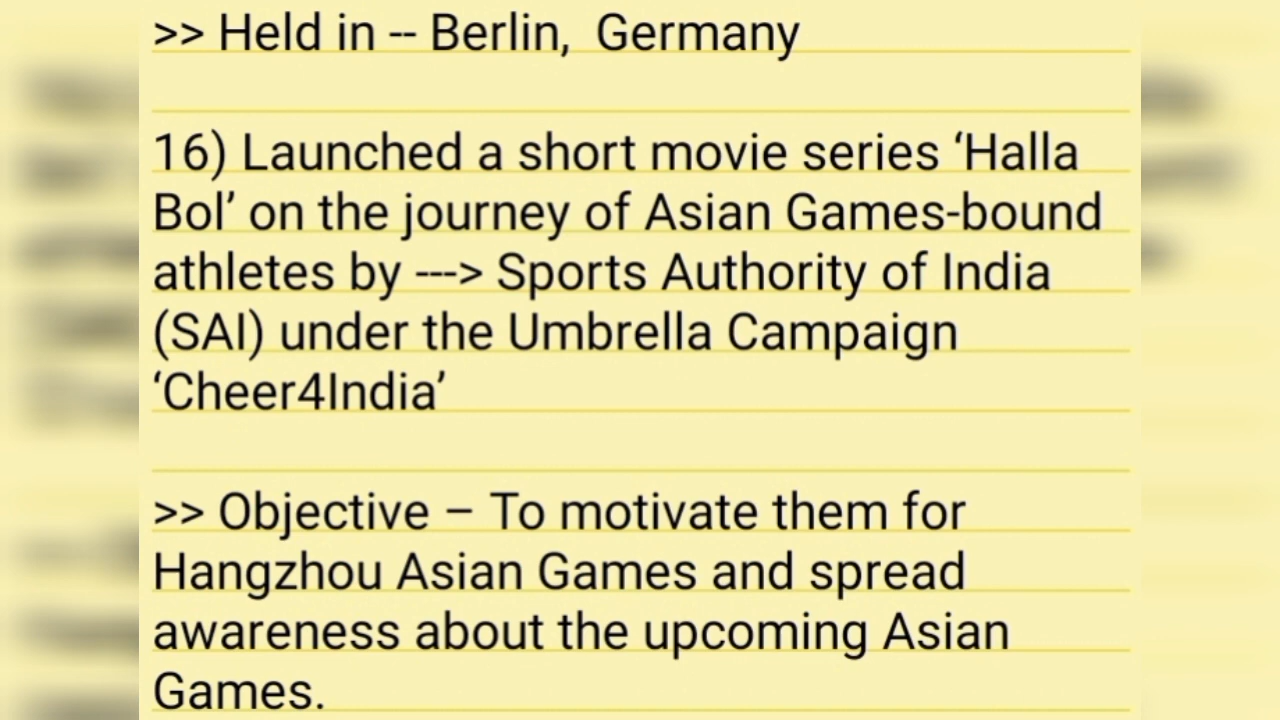 >> Held in -- Berlin,  Germany
16) Launched a short movie series ‘Halla
Bol’ on the journey of Asian Games-bound
athletes by ---> Sports Authority of India
(SAI) under the Umbrella Campaign
‘Cheer4India’
>> Objective – To motivate them for
Hangzhou Asian Games and spread
awareness about the upcoming Asian
Games.